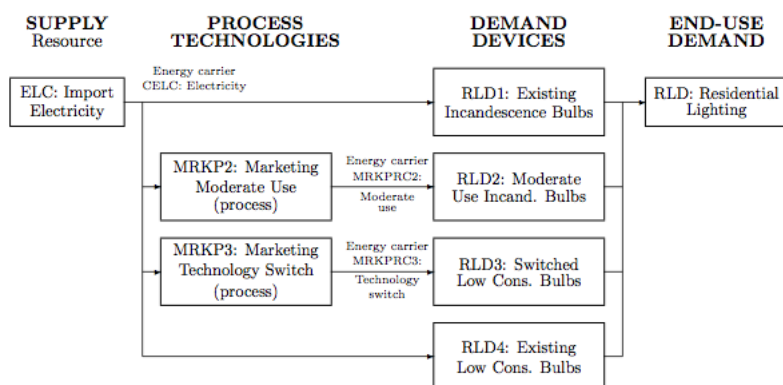 SUPPLY
Resource
PROCESS
TECHNOLOGIES
DEMAND
DEVICES
END-USE
DEMAND
ELC: Import
Electricity
Energy carrier
CELC: Electricity
RLD1: Existing
Incandescence Bulbs
RLD: Residential
Lighting
MRKP2: Marketing
Moderate Use
(process)
Energy carrier
MRKPRC2:
Moderate
use
RLD2: Moderate
Use Incand. Bulbs
MRKP3: Marketing
Technology Switch
(process)
Energy carrier
MRKPRC3:
Technology
switch
RLD3: Switched
Low Cons. Bulbs
RLD4: Existing
Low Cons. Bulbs